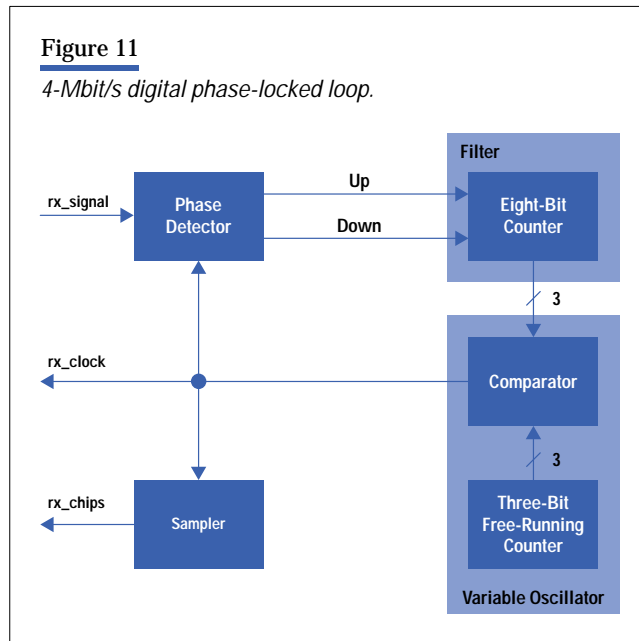 Figure 11
4-Mbit/s digital phase-locked loop.
Filter
Up
rx_signal
Phase
Detector
Eight-Bit
Counter
Down
3
rx_clock
Comparator
3
rx_chips
Sampler
Three-Bit
Free-Running
Counter
Variable Oscillator